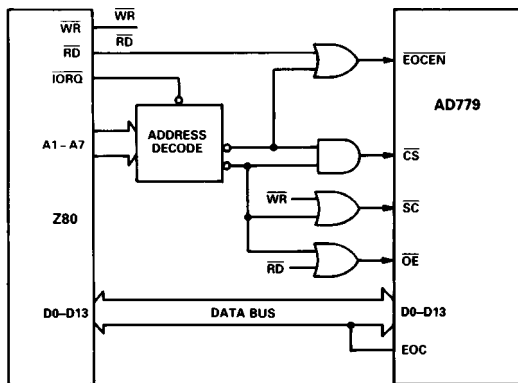 WR
WR
RD
RD
EOCEN
IORQ
AD779
A1 – A7
ADDRESS
DECODE
CS
WR
SC
Z80
RD
OE
D0–D13
DATA BUS
D0–D13
EOC